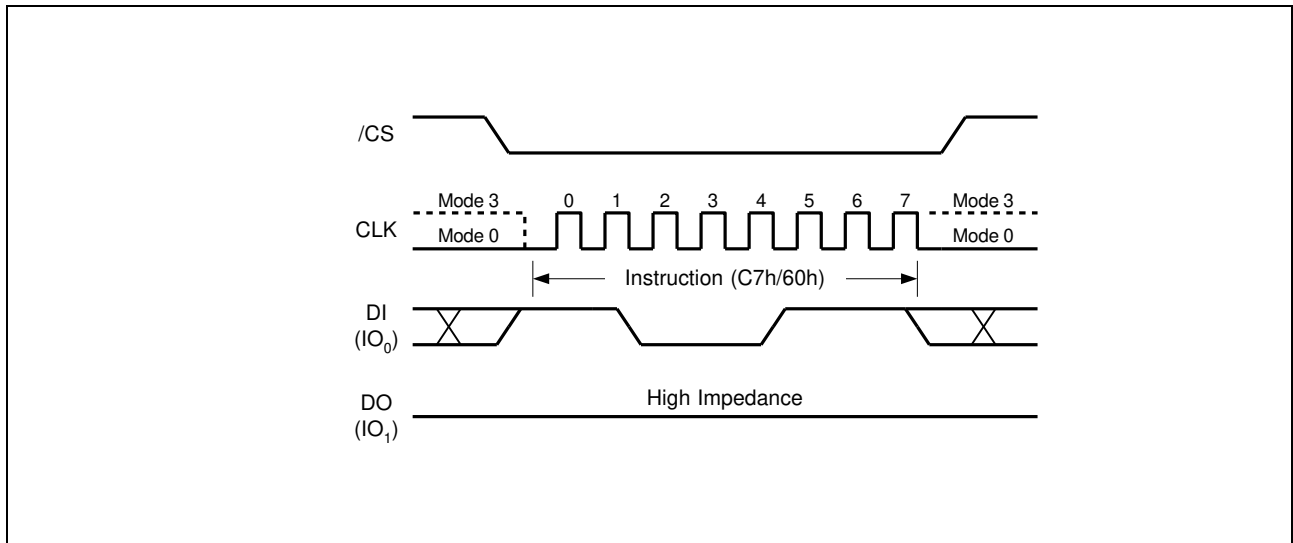 /CS
Mode 3 0 1 2 3 4 5 6 7 Mode 3
CLK
Mode 0 Mode 0
Instruction (C7h/60h)
DI
(IO0)
High Impedance
DO
(IO1)